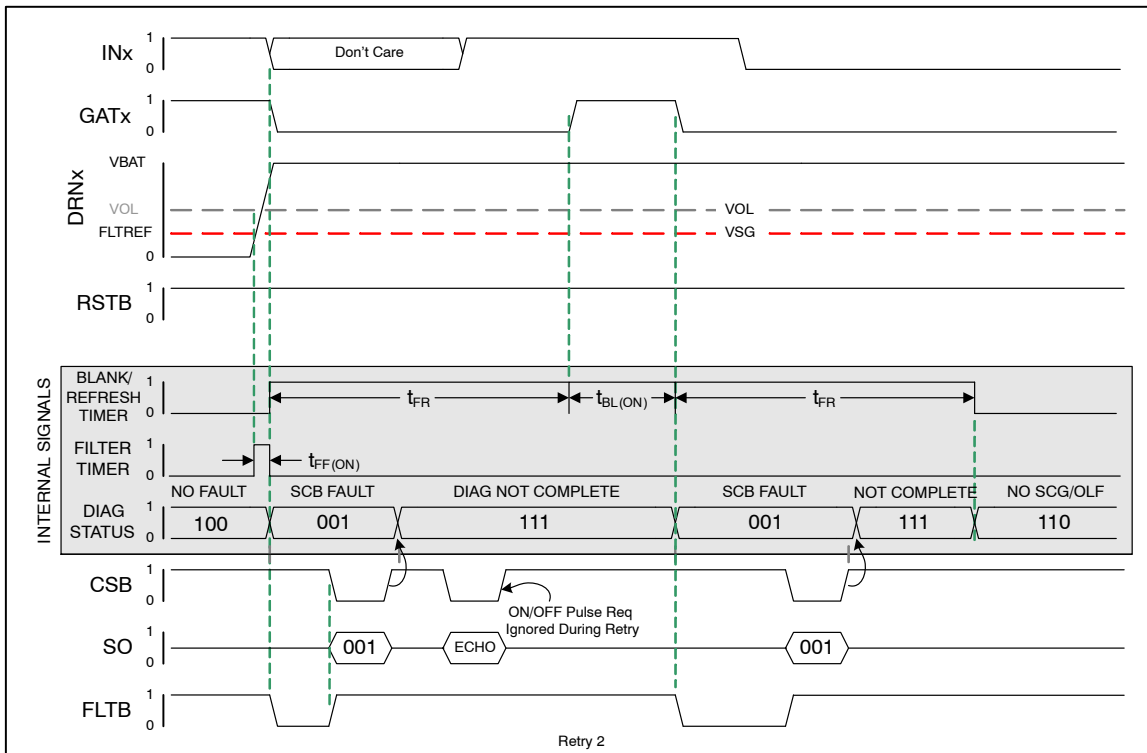 INx
1
0
Don't Care
GATx
1
0
DRNx
VBAT
VOL
FLTREF
0
VOL
VSG
RSTB
1
0
INTERNAL SIGNALS
BLANK/
REFRESH
TIMER
1
0
tFR
tBL(ON)
tFR
FILTER
TIMER
1
0
tFF(ON)
NO FAULT
SCB FAULT
DIAG NOT COMPLETE
SCB FAULT
NOT COMPLETE
NO SCG/OLF
DIAG
STATUS
1
0
100
001
111
001
111
110
CSB
1
0
ON/OFF Pulse Req
Ignored During Retry
SO
1
0
001
ECHO
001
FLTB
1
0
Retry 2